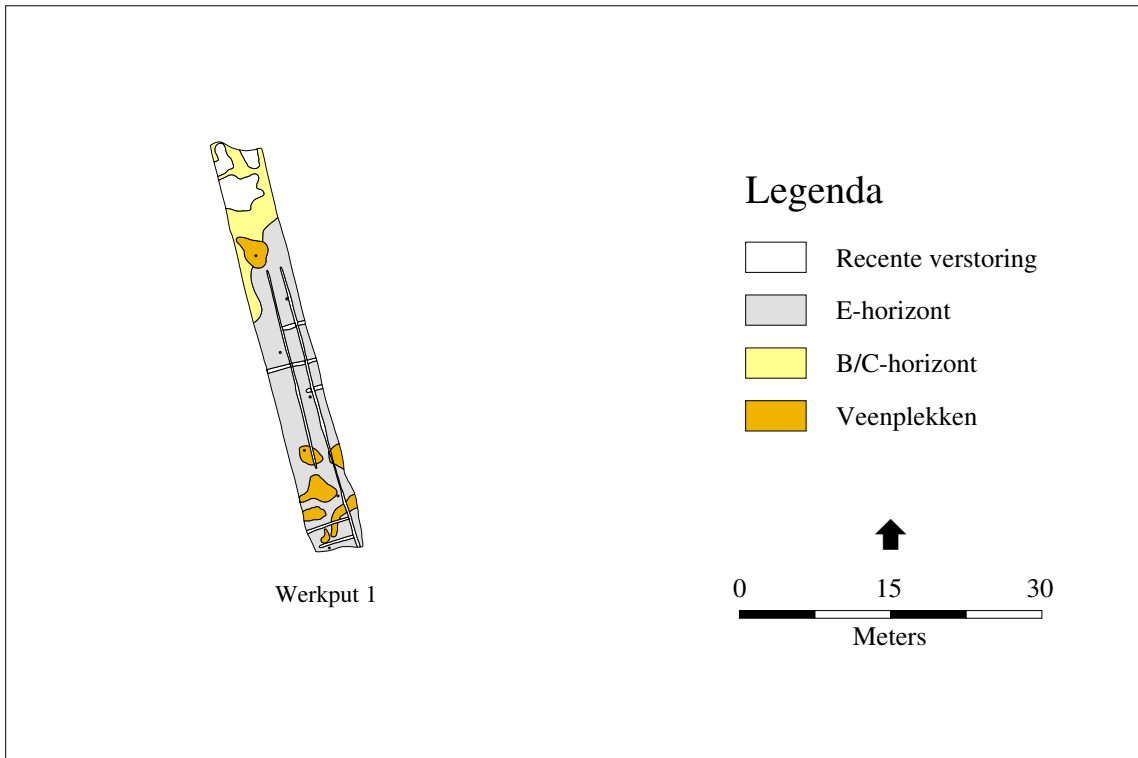 Legenda
Recente verstoring
E-horizont
B/C-horizont
Veenplekken
Werkput 1
0 15 30
Meters